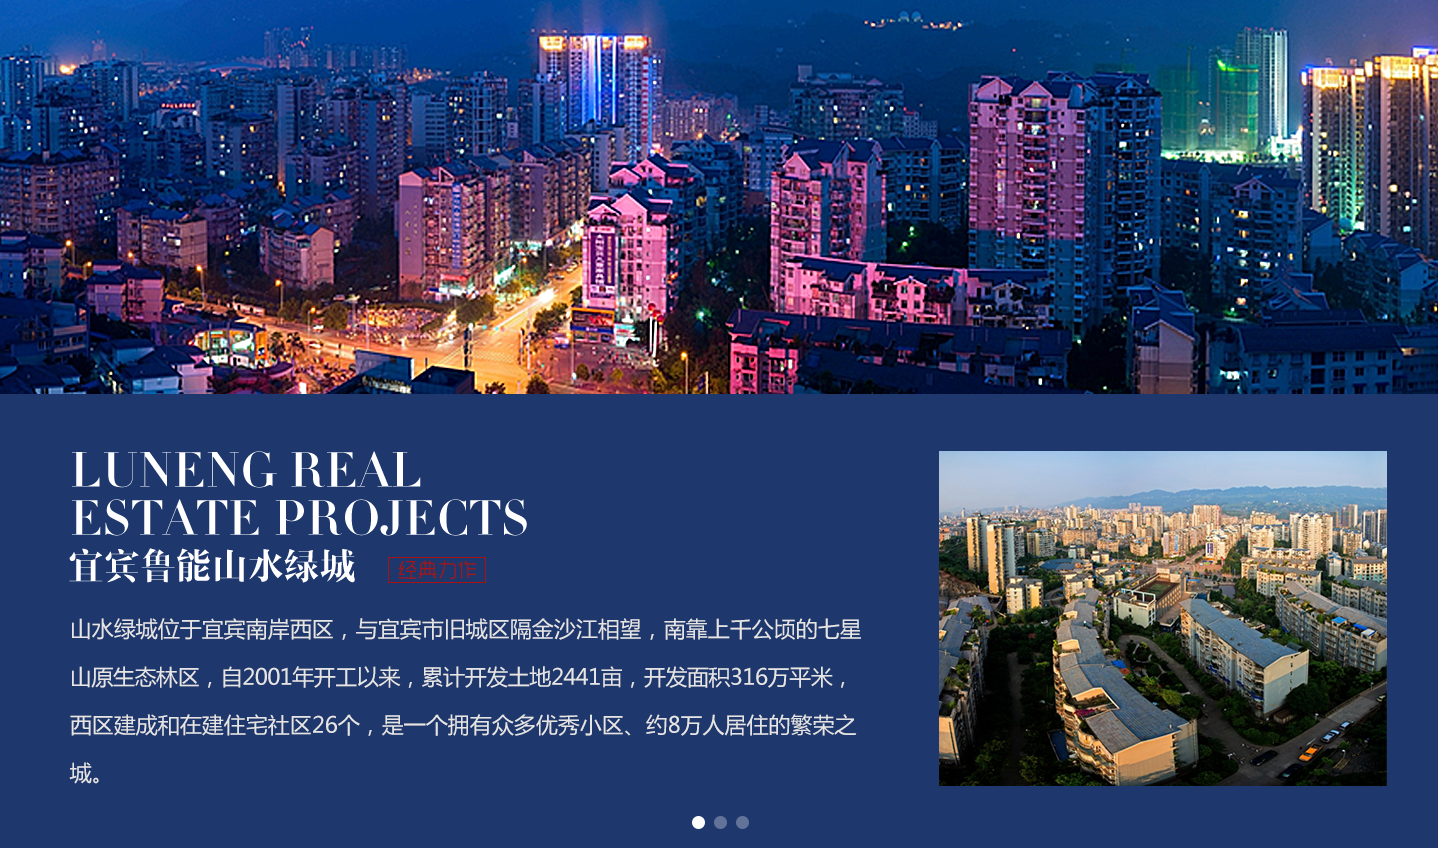 LUNENG REAL
ESTATE PROJECTS
宜宾鲁能山水绿城 经典力作
山水绿城位于宜宾南岸西区，与宜宾市旧城区隔金沙江相望，南靠上千公顷的七星
山原生态林区，自2001年开工以来，累计开发土地2441亩，开发面积316万平米，
西区建成和在建住宅社区26个，是一个拥有众多优秀小区、约8万人居住的繁荣之
城。